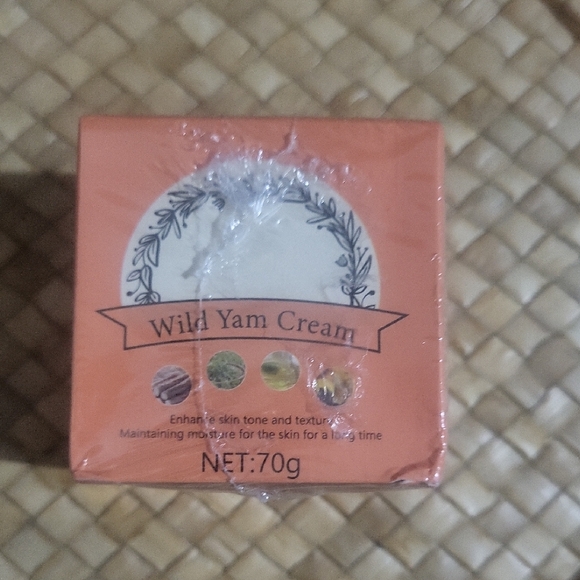 Wild Yam Cream
Enhance skin tone and texture
Maintaining moisture for the skin for a long time
NET:70g